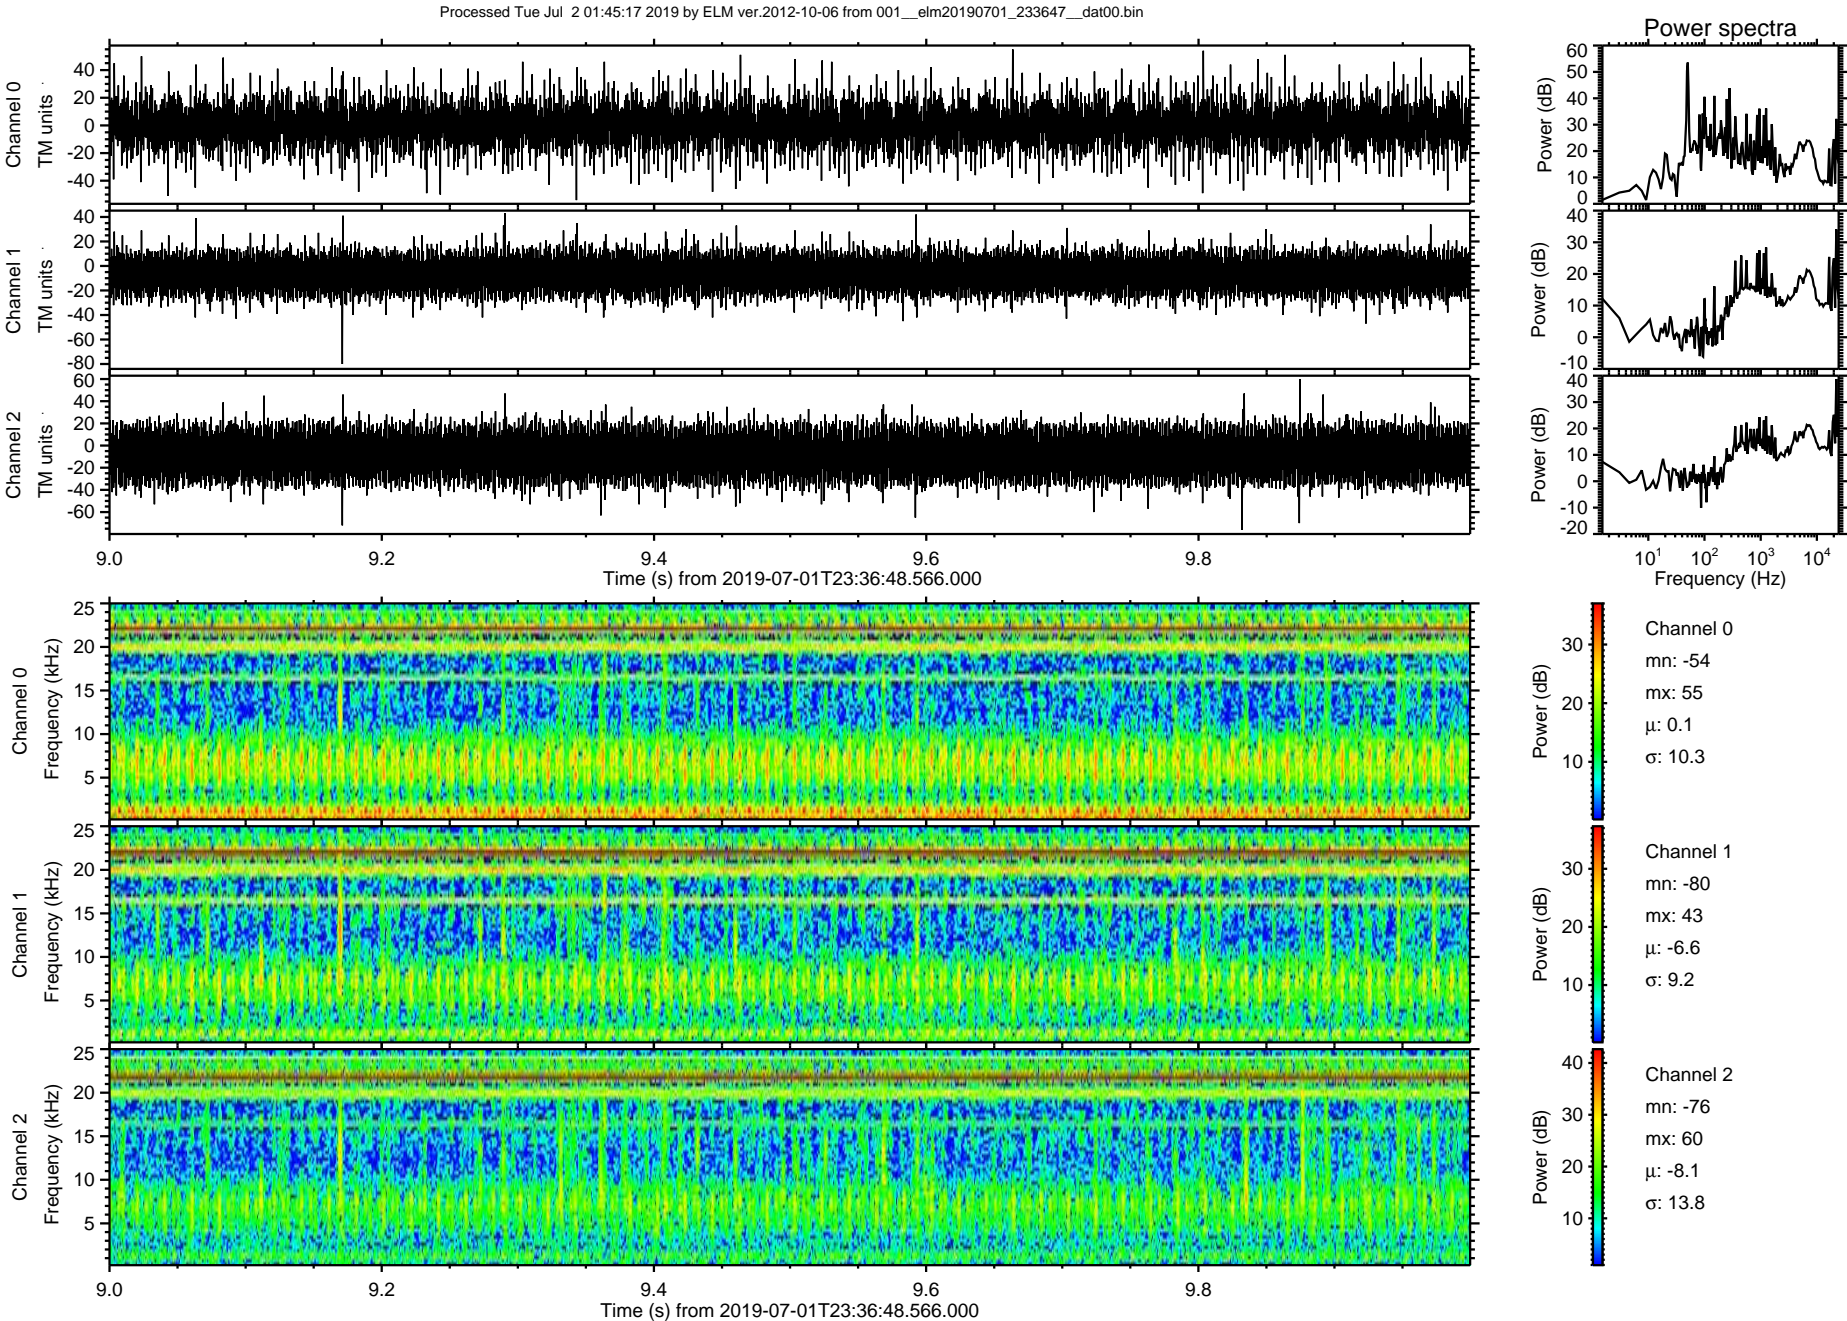 Processed Tue Jul  2 01:45:17 2019 by ELM ver.2012-10-06 from 001__elm20190701_233647__dat00.bin
Power spectra
Channel 0
TM units
40
20
0
-20
-40
Power (dB)
60
50
40
30
20
10
0
Channel 1
TM units
40
20
0
-20
-40
-60
-80
Power (dB)
40
30
20
10
0
-10
Channel 2
TM units
60
40
20
0
-20
-40
-60
Power (dB)
40
30
20
10
0
-10
-20
9.0 9.2 9.4 9.6 9.8
Time (s) from 2019-07-01T23:36:48.566.000
10^1 10^2 10^3 10^4
Frequency (Hz)
Channel 0
Frequency (kHz)
25
20
15
10
5
Power (dB)
30
20
10
Channel 0
mn: -54
mx: 55
μ: 0.1
σ: 10.3
Channel 1
Frequency (kHz)
25
20
15
10
5
Power (dB)
30
20
10
Channel 1
mn: -80
mx: 43
μ: -6.6
σ: 9.2
Channel 2
Frequency (kHz)
25
20
15
10
5
Power (dB)
40
30
20
10
Channel 2
mn: -76
mx: 60
μ: -8.1
σ: 13.8
9.0 9.2 9.4 9.6 9.8
Time (s) from 2019-07-01T23:36:48.566.000